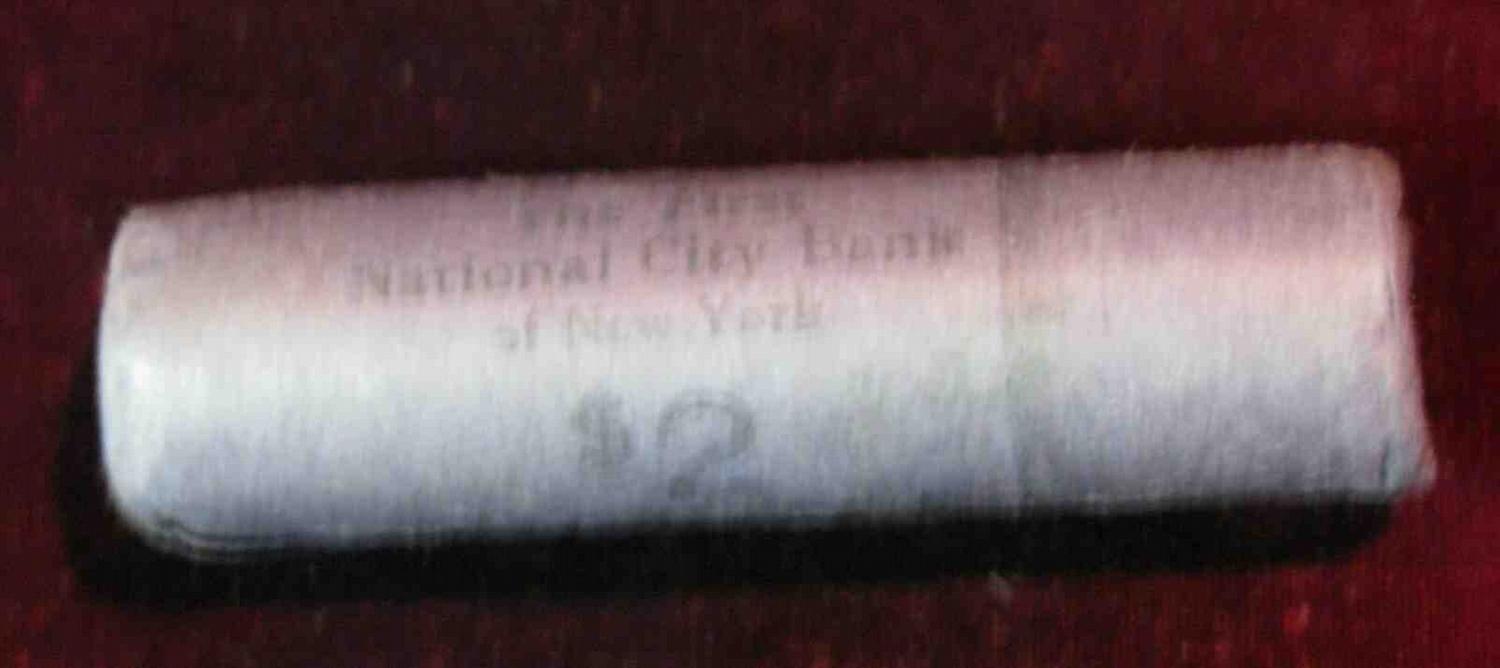 The First
National City Bank
of New York
$2